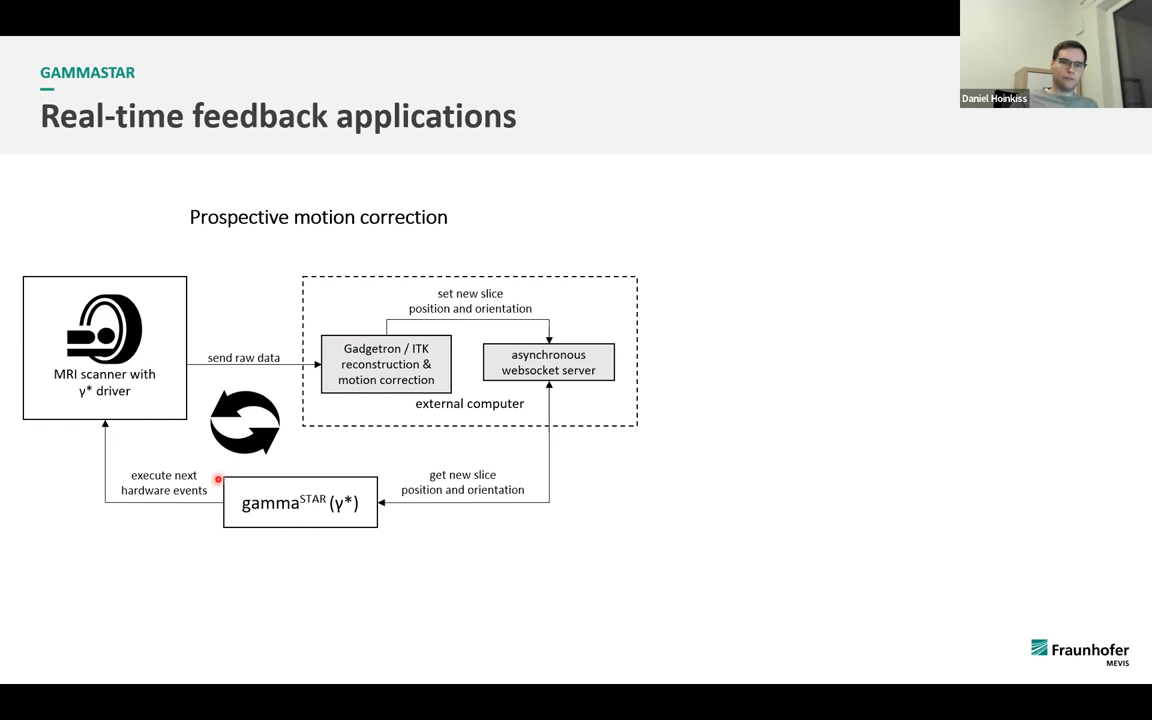 GAMMASTAR
Real-time feedback applications
Daniel Hoinkiss
Prospective motion correction
set new slice
position and orientation
MRI scanner with
γ* driver
send raw data
Gadgetron / ITK
reconstruction &
motion correction
asynchronous
websocket server
external computer
execute next
hardware events
gammaSTAR (γ*)
get new slice
position and orientation
Fraunhofer
MEVIS